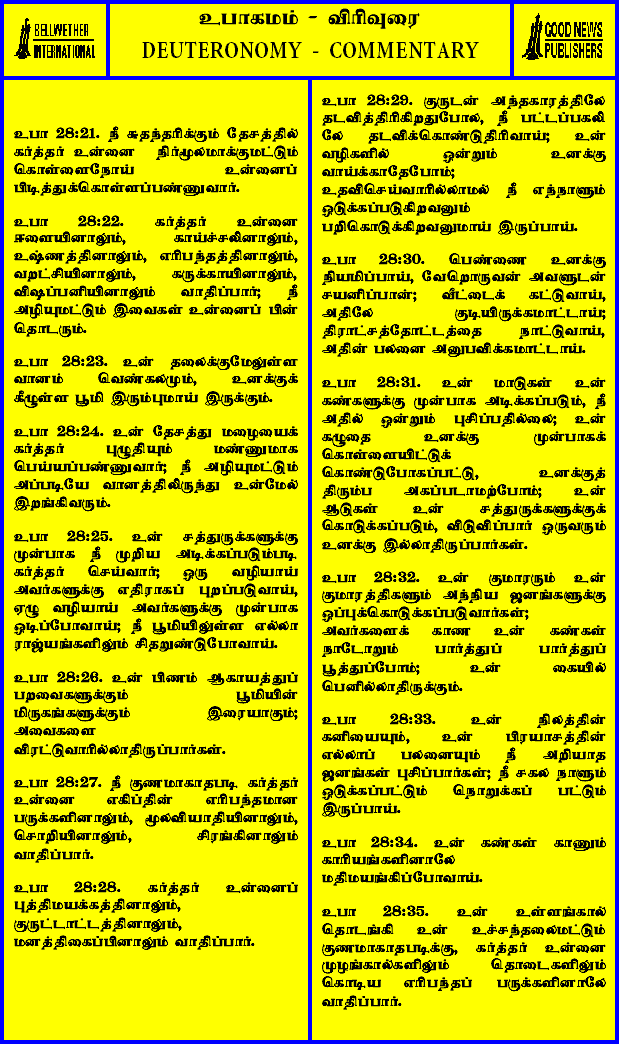 BELLWETHER
INTERNATIONAL
உபாகமம் - விரிவுரை
DEUTERONOMY - COMMENTARY
GOOD NEWS
PUBLISHERS
உபா 28:21. நீ சுதந்தரிக்கும் தேசத்தில்
கர்த்தர் உன்னை நிர்மூலமாக்குமட்டும்
கொள்ளைநோய் உன்னைப்
பிடித்துக்கொள்ளப்பண்ணுவார்.
உபா 28:22. கர்த்தர் உன்னை
ஈளையினாலும், காய்ச்சலினாலும்,
உஷ்ணத்தினாலும், எரிபந்தத்தினாலும்,
வறட்சியினாலும், கருக்காயினாலும்,
விஷப்பனியினாலும் வாதிப்பார்; நீ
அழியுமட்டும் இவைகள் உன்னைப் பின்
தொடரும்.
உபா 28:23. உன் தலைக்குமேலுள்ள
வானம் வெண்கலமும், உனக்குக்
கீழுள்ள பூமி இரும்புமாய் இருக்கும்.
உபா 28:24. உன் தேசத்து மழையைக்
கர்த்தர் புழுதியும் மண்ணுமாக
பெய்யப்பண்ணுவார்; நீ அழியுமட்டும்
அப்படியே வானத்திலிருந்து உன்மேல்
இறங்கிவரும்.
உபா 28:25. உன் சத்துருக்களுக்கு
முன்பாக நீ முறிய அடிக்கப்படும்படி
கர்த்தர் செய்வார்; ஒரு வழியாய்
அவர்களுக்கு எதிராகப் புறப்படுவாய்,
ஏழு வழியாய் அவர்களுக்கு முன்பாக
ஓடிப்போவாய்; நீ பூமியிலுள்ள எல்லா
ராஜ்யங்களிலும் சிதறுண்டுபோவாய்.
உபா 28:26. உன் பிணம் ஆகாயத்துப்
பறவைகளுக்கும் பூமியின்
மிருகங்களுக்கும் இரையாகும்;
அவைகளை
விரட்டுவாரில்லாதிருப்பார்கள்.
உபா 28:27. நீ குணமாகாதபடி கர்த்தர்
உன்னை எகிப்தின் எரிபந்தமான
பருக்களினாலும், மூல்வியாதியினாலும்,
சொறியினாலும், சிரங்கினாலும்
வாதிப்பார்.
உபா 28:28. கர்த்தர் உன்னைப்
புத்திமயக்கத்தினாலும்,
குருட்டாட்டத்தினாலும்,
மனத்திகைப்பினாலும் வாதிப்பார்.
உபா 28:29. குருடன் அந்தகாரத்திலே
தடவித்திரிகிறதுபோல, நீ பட்டப்பகலி
லே தடவிக்கொண்டுதிரிவாய்; உன்
வழிகளில் ஒன்றும் உனக்கு
வாய்க்காதேபோம்;
உதவிசெய்வாரில்லாமல் நீ எந்நாளும்
ஒடுக்கப்படுகிறவனும்
பறிகொடுக்கிறவனுமாய் இருப்பாய்.
உபா 28:30. பெண்ணை உனக்கு
நியமிப்பாய், வேறொருவன் அவளுடன்
சயனிப்பான்; வீட்டைக் கட்டுவாய்,
அதிலே குடியிருக்கமாட்டாய்;
திராட்சத்தோட்டத்தை நாட்டுவாய்,
அதின் பலனை அனுபவிக்கமாட்டாய்.
உபா 28:31. உன் மாடுகள் உன்
கண்களுக்கு முன்பாக அடிக்கப்படும், நீ
அதில் ஒன்றும் புசிப்பதில்லை; உன்
கழுதை உனக்கு முன்பாகக்
கொள்ளையிட்டுக்
கொண்டுபோகப்பட்டு, உனக்குத்
திரும்ப அகப்படாமற்போம்; உன்
ஆடுகள் உன் சத்துருக்களுக்குக்
கொடுக்கப்படும், விடுவிப்பார் ஒருவரும்
உனக்கு இல்லாதிருப்பார்கள்.
உபா 28:32. உன் குமாரரும் உன்
குமாரத்திகளும் அந்நிய ஜனங்களுக்கு
ஒப்புக்கொடுக்கப்படுவார்கள்;
அவர்களைக் காண உன் கண்கள்
நாடோறும் பார்த்துப் பார்த்துப்
பூத்துப்போம்; உன் கையில்
பெனில்லாதிருக்கும்.
உபா 28:33. உன் நிலத்தின்
கனியையும், உன் பிரயாசத்தின்
எல்லாப் பலனையும் நீ அறியாத
ஜனங்கள் புசிப்பார்கள்; நீ சகல நாளும்
ஒடுக்கப்பட்டும் நொறுக்கப் பட்டும்
இருப்பாய்.
உபா 28:34. உன் கண்கள் காணும்
காரியங்களினாலே
மதிமயங்கிப்போவாய்.
உபா 28:35. உன் உள்ளங்கால்
தொடங்கி உன் உச்சந்தலைமட்டும்
குணமாகாதபடிக்கு, கர்த்தர் உன்னை
முழங்கால்களிலும் தொடைகளிலும்
கொடிய எரிபந்தப் பருக்களினாலே
வாதிப்பார்.